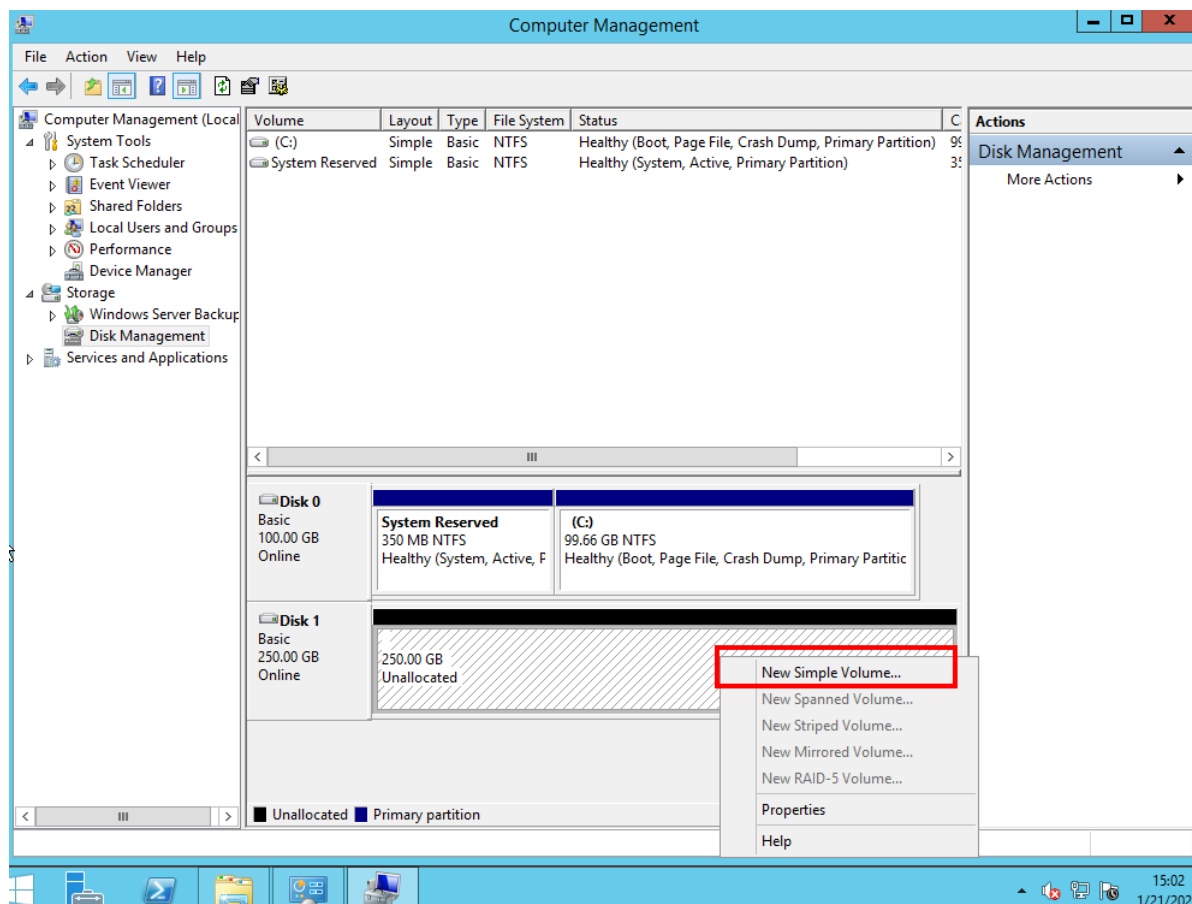 Computer Management
File Action View Help
Computer Management (Local
System Tools
Task Scheduler
Event Viewer
Shared Folders
Local Users and Groups
Performance
Device Manager
Storage
Windows Server Backup
Disk Management
Services and Applications
Volume Layout Type File System Status C
(C:) Simple Basic NTFS Healthy (Boot, Page File, Crash Dump, Primary Partition) 99
System Reserved Simple Basic NTFS Healthy (System, Active, Primary Partition) 35
Actions
Disk Management
More Actions
Disk 0
Basic
100.00 GB
Online
System Reserved
350 MB NTFS
Healthy (System, Active, P
(C:)
99.66 GB NTFS
Healthy (Boot, Page File, Crash Dump, Primary Partitic
Disk 1
Basic
250.00 GB
Online
250.00 GB
Unallocated
New Simple Volume...
New Spanned Volume...
New Striped Volume...
New Mirrored Volume...
New RAID-5 Volume...
Properties
Help
Unallocated Primary partition
15:02
1/21/202